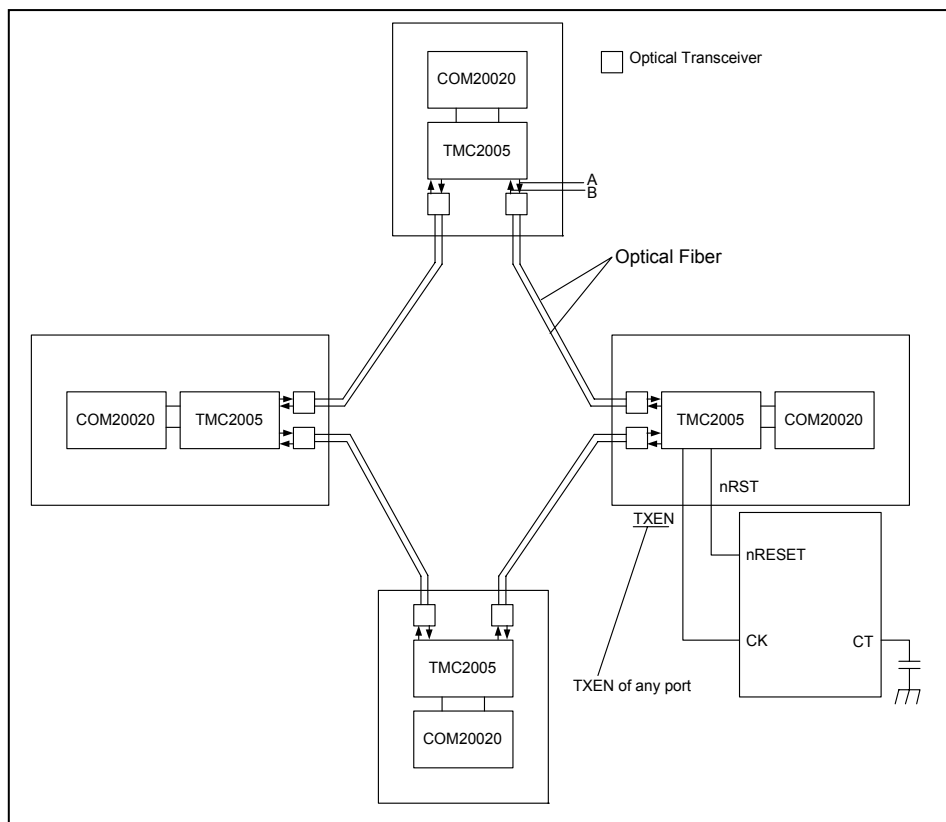 Optical Transceiver
COM20020
TMC2005
A
B
Optical Fiber
COM20020
TMC2005
TMC2005
COM20020
nRST
TXEN
nRESET
CK
CT
TMC2005
TXEN of any port
COM20020